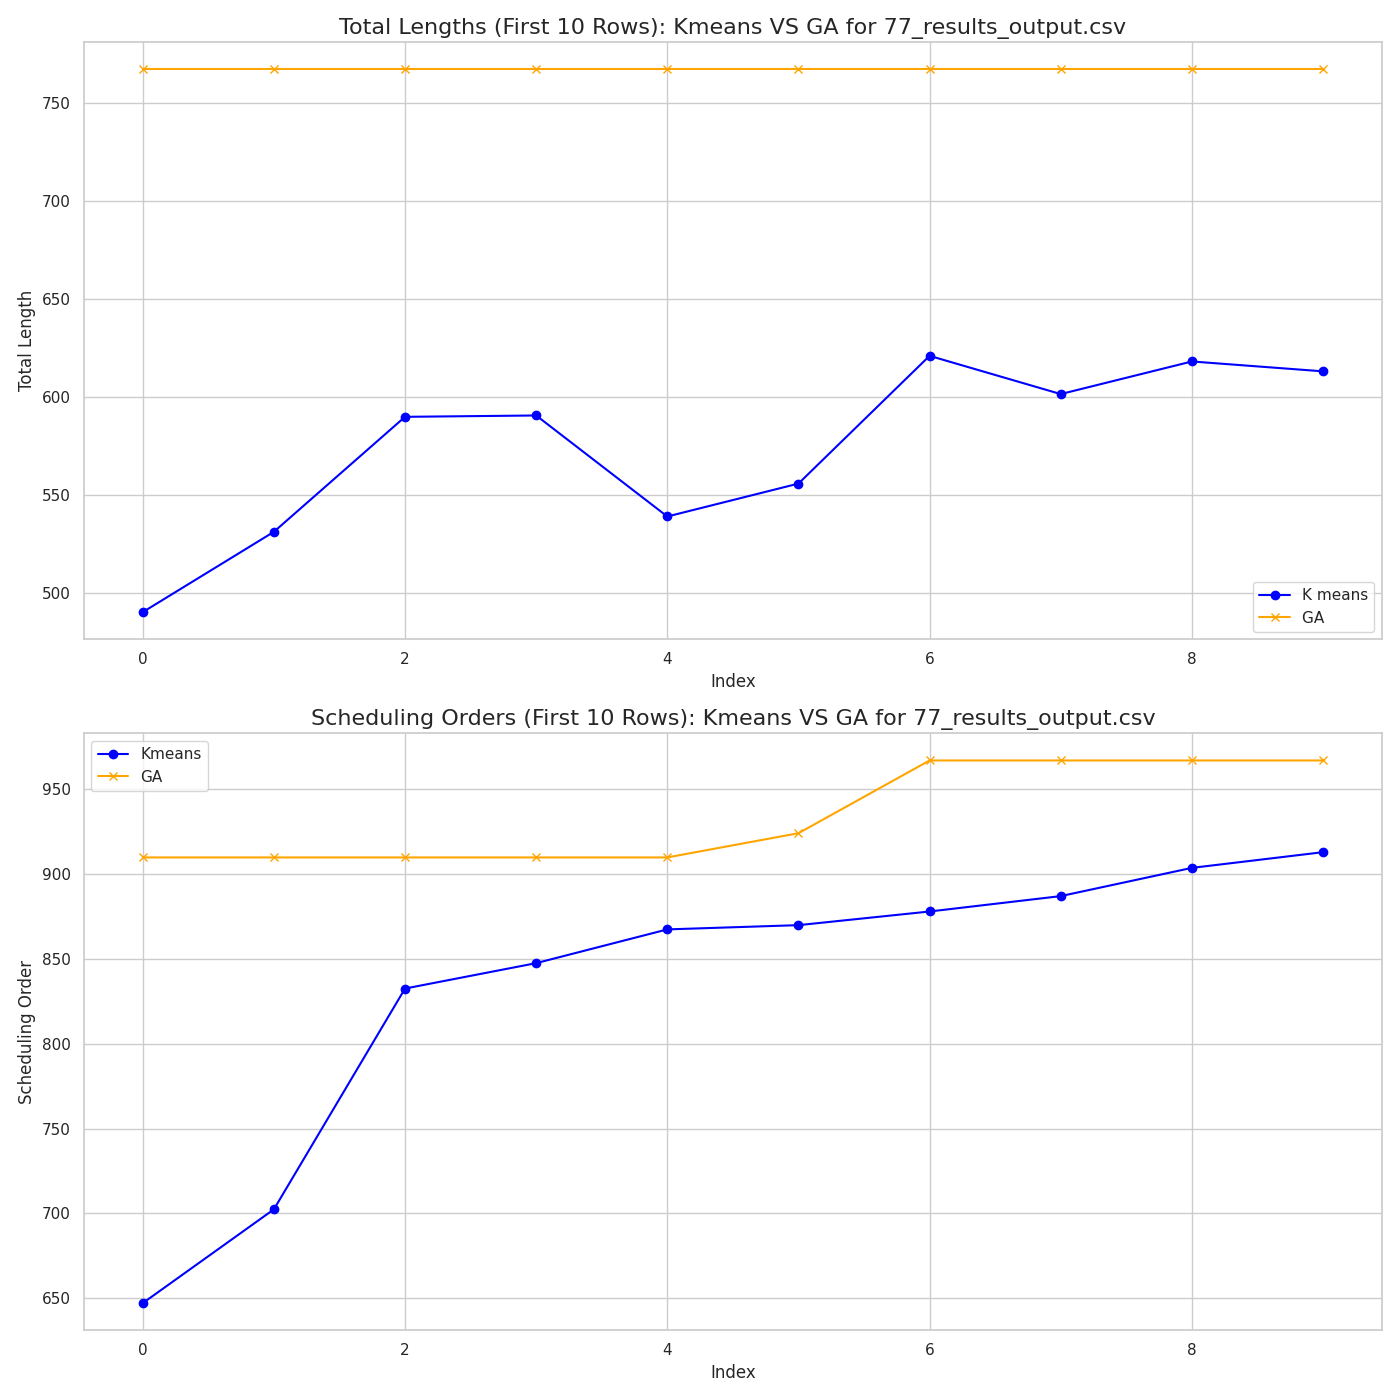 Total Lengths (First 10 Rows): Kmeans VS GA for 77_results_output.csv
750
700
650
600
550
500
Total Length
K means
GA
0 2 4 6 8
Index
Scheduling Orders (First 10 Rows): Kmeans VS GA for 77_results_output.csv
Kmeans
GA
950
900
850
800
750
700
650
Scheduling Order
0 2 4 6 8
Index